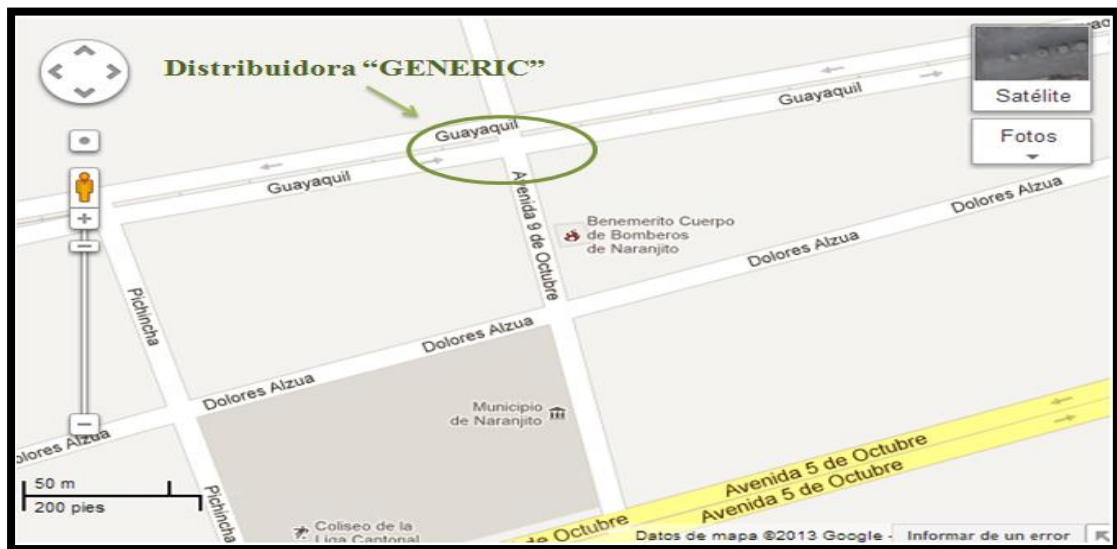 Distribuidora “GENERIC”
Satélite
Fotos
Guayaquil
Guayaquil
Guayaquil
Avenida 9 de Octubre
Benemerito Cuerpo
de Bomberos
de Naranjito
Dolores Alzua
Dolores Alzua
Pichincha
Dolores Alzua
Dolores Alzua
Municipio
de Naranjito
50 m
200 pies
Pichincha
Coliseo de la
Liga Cantonal
Avenida 5 de Octubre
Avenida 5 de Octubre
de Octubre
Datos de mapa ©2013 Google -
Informar de un error